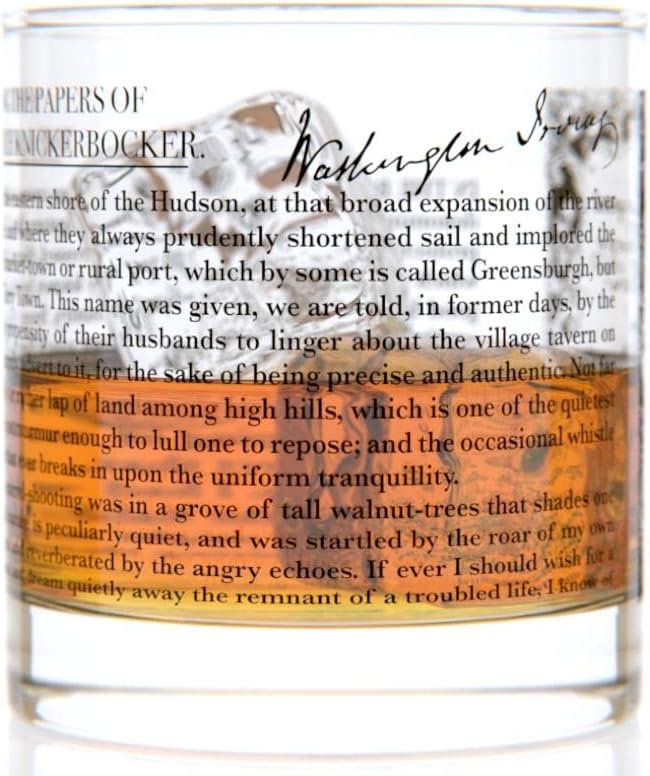 THE PAPERS OF
KNICKERBOCKER.
Washington Irving
eastern shore of the Hudson, at that broad expansion of the river
where they always prudently shortened sail and implored the
town or rural port, which by some is called Greensburgh, but
Town. This name was given, we are told, in former days, by the
of their husbands to linger about the village tavern on
to it, for the sake of being precise and authentic. Not far
lap of land among high hills, which is one of the quietest
enough to lull one to repose; and the occasional whistle
breaks in upon the uniform tranquillity.
shooting was in a grove of tall walnut-trees that shades one
is peculiarly quiet, and was startled by the roar of my own
reverberated by the angry echoes. If ever I should wish for a
dream quietly away the remnant of a troubled life, I know of